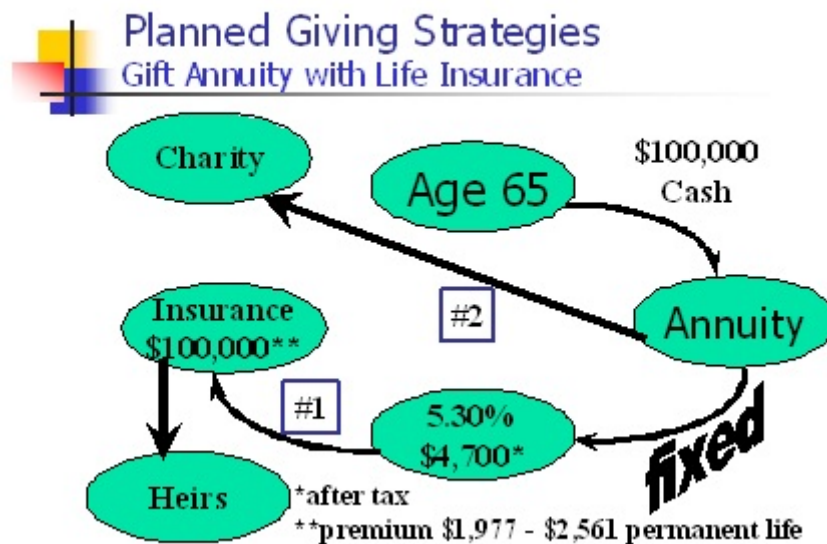 Planned Giving Strategies
Gift Annuity with Life Insurance
Charity
Age 65
$100,000
Cash
Insurance
$100,000**
#2
Annuity
#1
5.30%
$4,700*
fixed
Heirs
*after tax
**premium $1,977 - $2,561 permanent life